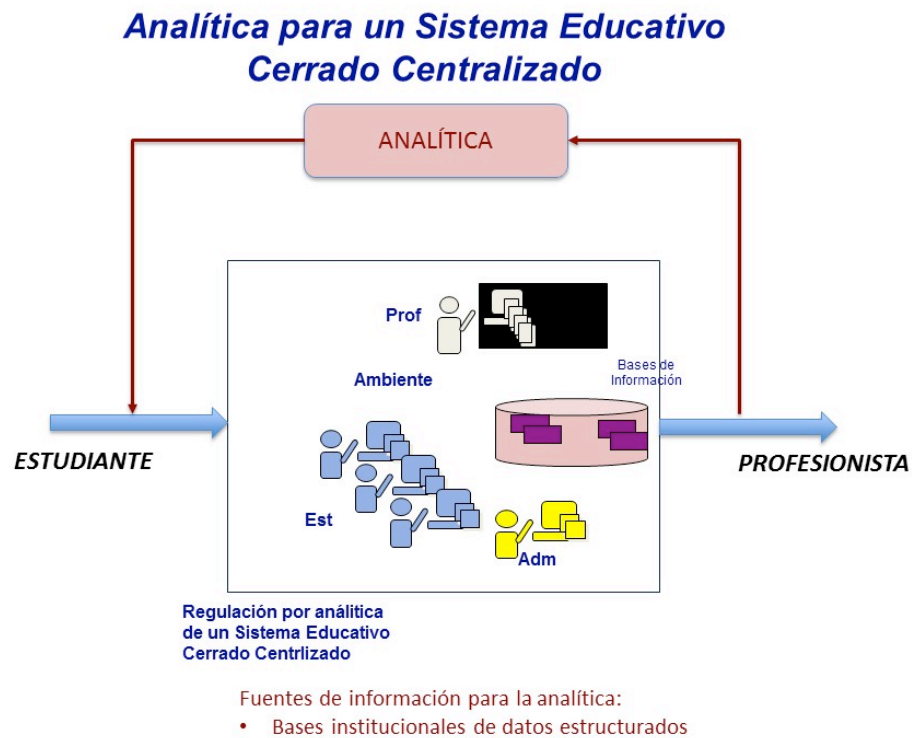 Analítica para un Sistema Educativo
Cerrado Centralizado
ANALÍTICA
Prof
Bases de
Información
Ambiente
ESTUDIANTE
PROFESIONISTA
Est
Adm
Regulación por análitica
de un Sistema Educativo
Cerrado Centrlizado
Fuentes de información para la analítica:
• Bases institucionales de datos estructurados